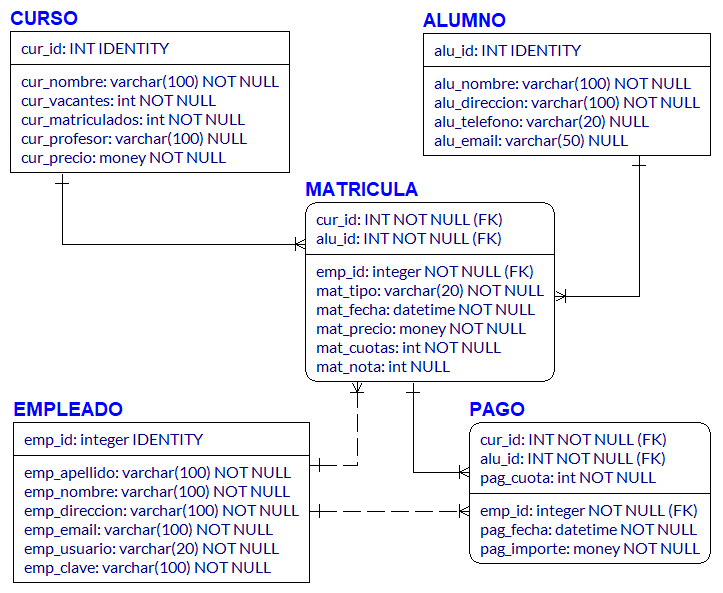 CURSO
cur_id: INT IDENTITY
cur_nombre: varchar(100) NOT NULL
cur_vacantes: int NOT NULL
cur_matriculados: int NOT NULL
cur_profesor: varchar(100) NULL
cur_precio: money NOT NULL
ALUMNO
alu_id: INT IDENTITY
alu_nombre: varchar(100) NOT NULL
alu_direccion: varchar(100) NOT NULL
alu_telefono: varchar(20) NULL
alu_email: varchar(50) NULL
MATRICULA
cur_id: INT NOT NULL (FK)
alu_id: INT NOT NULL (FK)
emp_id: integer NOT NULL (FK)
mat_tipo: varchar(20) NOT NULL
mat_fecha: datetime NOT NULL
mat_precio: money NOT NULL
mat_cuotas: int NOT NULL
mat_nota: int NULL
EMPLEADO
emp_id: integer IDENTITY
emp_apellido: varchar(100) NOT NULL
emp_nombre: varchar(100) NOT NULL
emp_direccion: varchar(100) NOT NULL
emp_email: varchar(100) NOT NULL
emp_usuario: varchar(20) NOT NULL
emp_clave: varchar(100) NOT NULL
PAGO
cur_id: INT NOT NULL (FK)
alu_id: INT NOT NULL (FK)
pag_cuota: int NOT NULL
emp_id: integer NOT NULL (FK)
pag_fecha: datetime NOT NULL
pag_importe: money NOT NULL